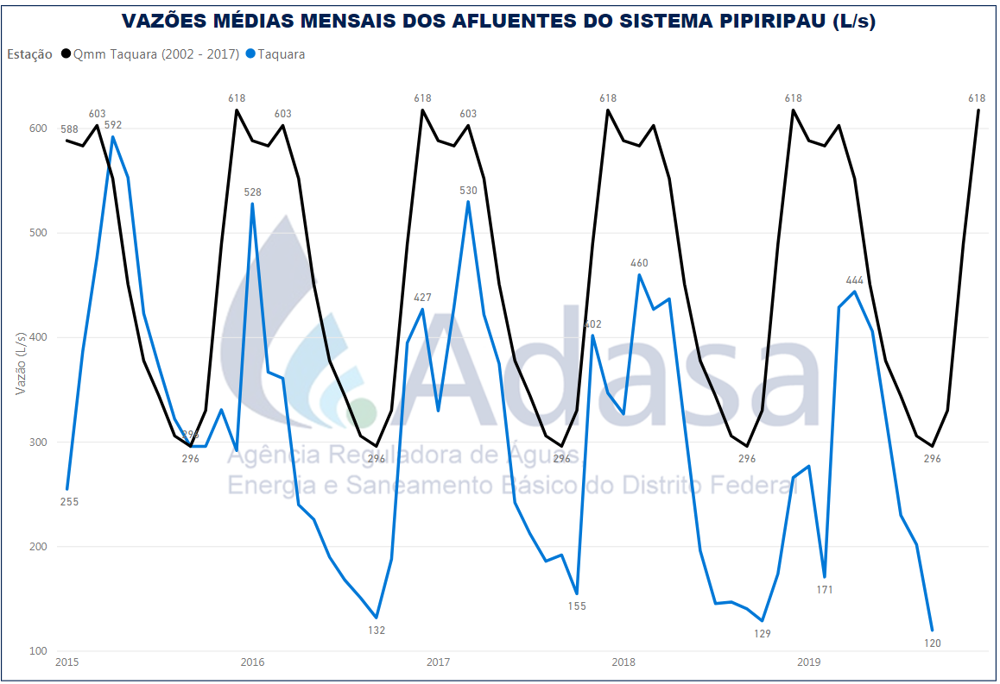 VAZÕES MÉDIAS MENSAIS DOS AFLUENTES DO SISTEMA PIPIRIPAU (L/s)
Estação Qmm Taquara (2002 - 2017) Taquara
618 618 618 618 618
588 603 592 603 603
600
528 530
500
460
427 444
402
400
Vazão (L/s)
Adasa
300
296
296 296 296 296 296
Agência Reguladora de Águas
Energia e Saneamento Básico do Distrito Federal
255
200
171
155
132 129 120
100
2015 2016 2017 2018 2019